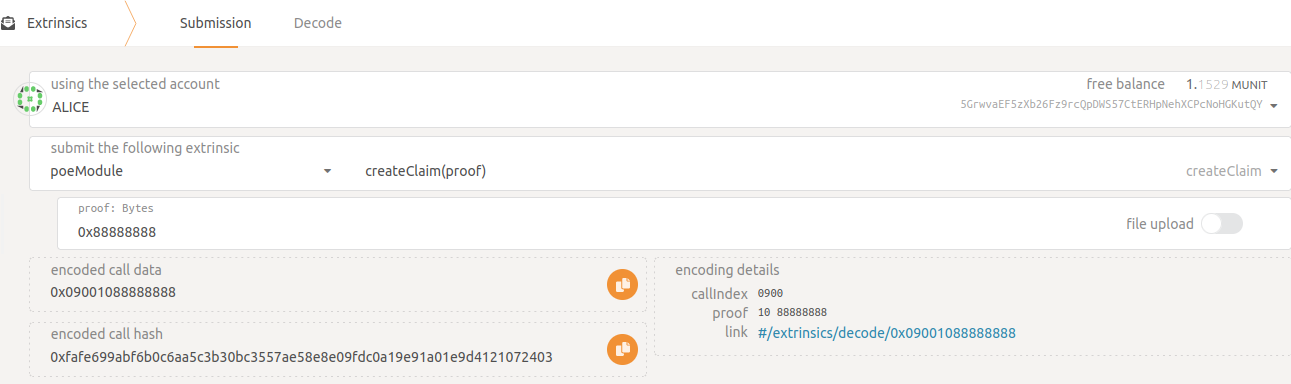 Extrinsics Submission Decode
using the selected account free balance 1.1529 MUNIT
ALICE 5GrwvaEF5zXb26Fz9rcQpDWS57CtERHpNehXCPcNoHGKutQY
submit the following extrinsic
poeModule createClaim(proof) createClaim
proof: Bytes
0x88888888 file upload
encoded call data
0x09001088888888
encoding details
callIndex 0900
proof 10 88888888
link #/extrinsics/decode/0x09001088888888
encoded call hash
0xfafe699abf6b0c6aa5c3b30bc3557ae58e8e09fdc0a19e91a01e9d4121072403